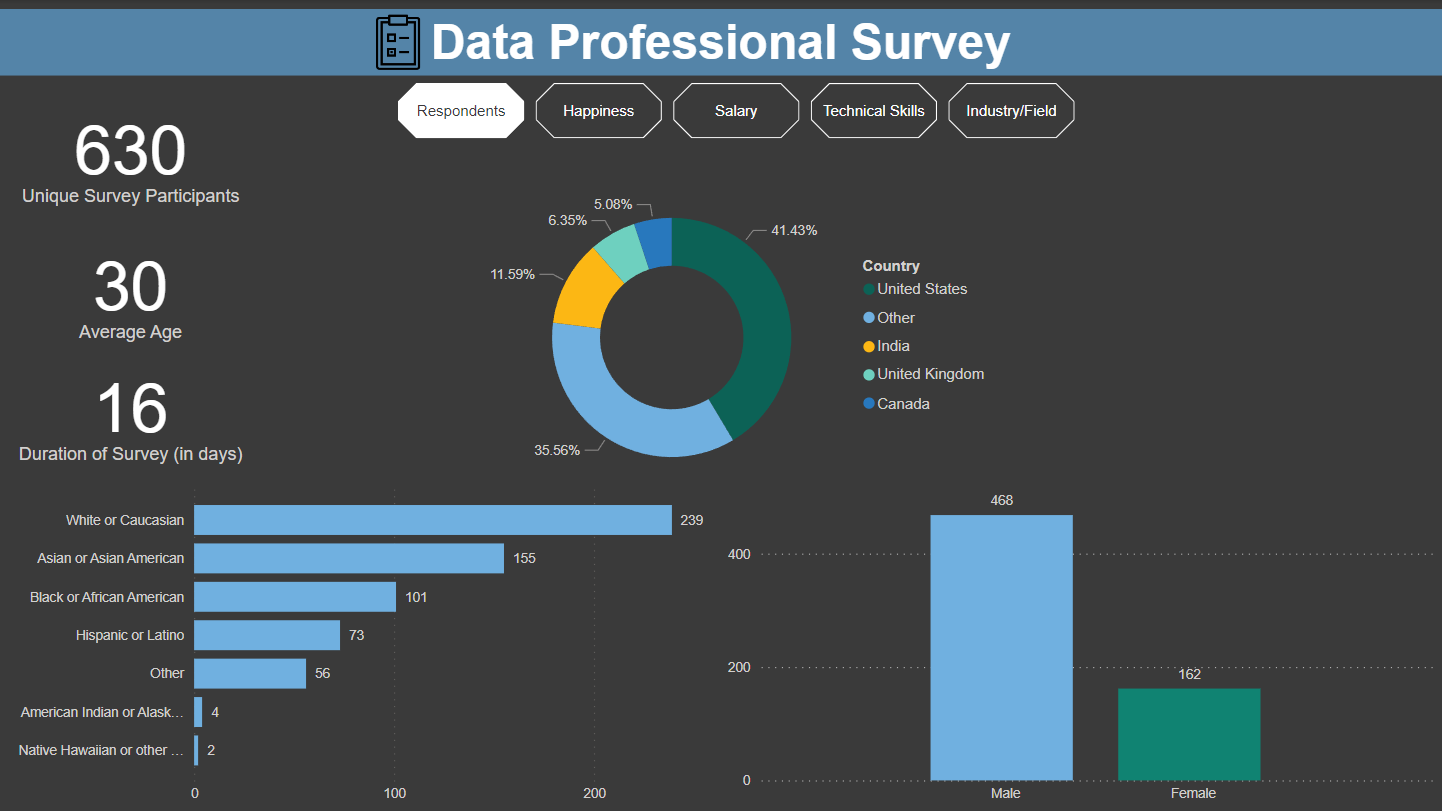 Data Professional Survey
Respondents
Happiness
Salary
Technical Skills
Industry/Field
630
Unique Survey Participants
30
Average Age
16
Duration of Survey (in days)
5.08%
6.35%
11.59%
41.43%
35.56%
Country
United States
Other
India
United Kingdom
Canada
White or Caucasian
239
Asian or Asian American
155
Black or African American
101
Hispanic or Latino
73
Other
56
American Indian or Alask…
4
Native Hawaiian or other …
2
0
100
200
400
200
0
468
162
Male
Female